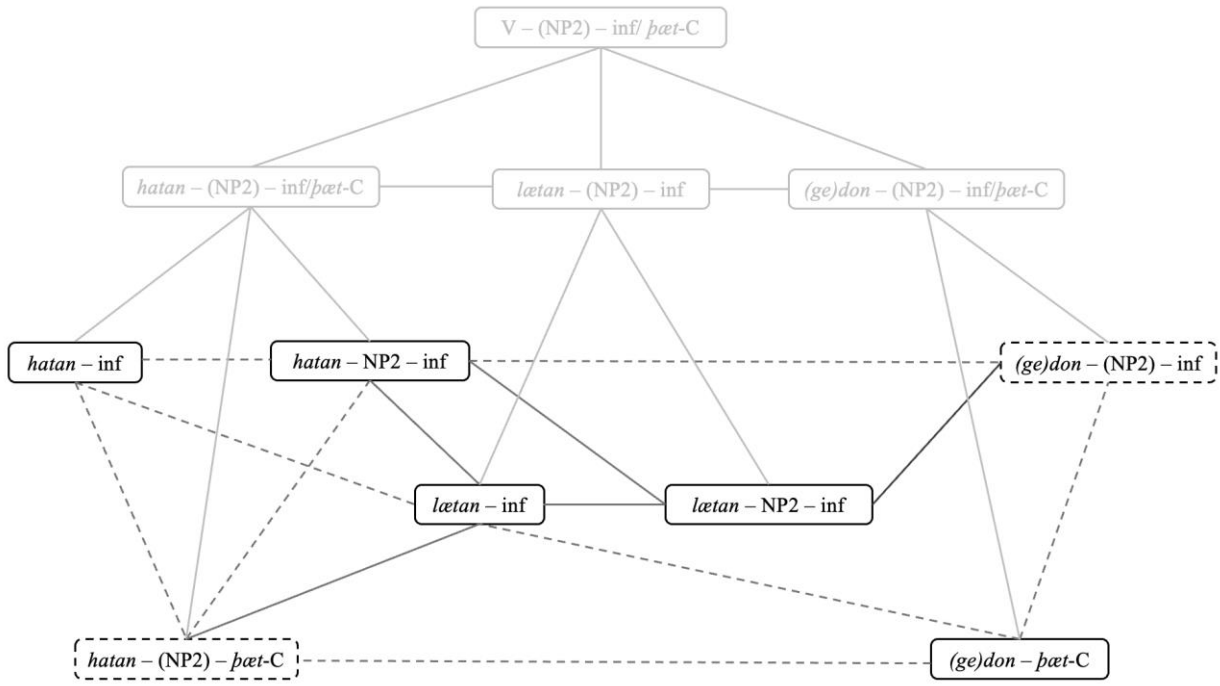 V – (NP2) – inf/ þæt-C
hatan – (NP2) – inf/þæt-C
lætan – (NP2) – inf
(ge)don – (NP2) – inf/þæt-C
hatan – inf
hatan – NP2 – inf
(ge)don – (NP2) – inf
lætan – inf
lætan – NP2 – inf
hatan – (NP2) – þæt-C
(ge)don – þæt-C